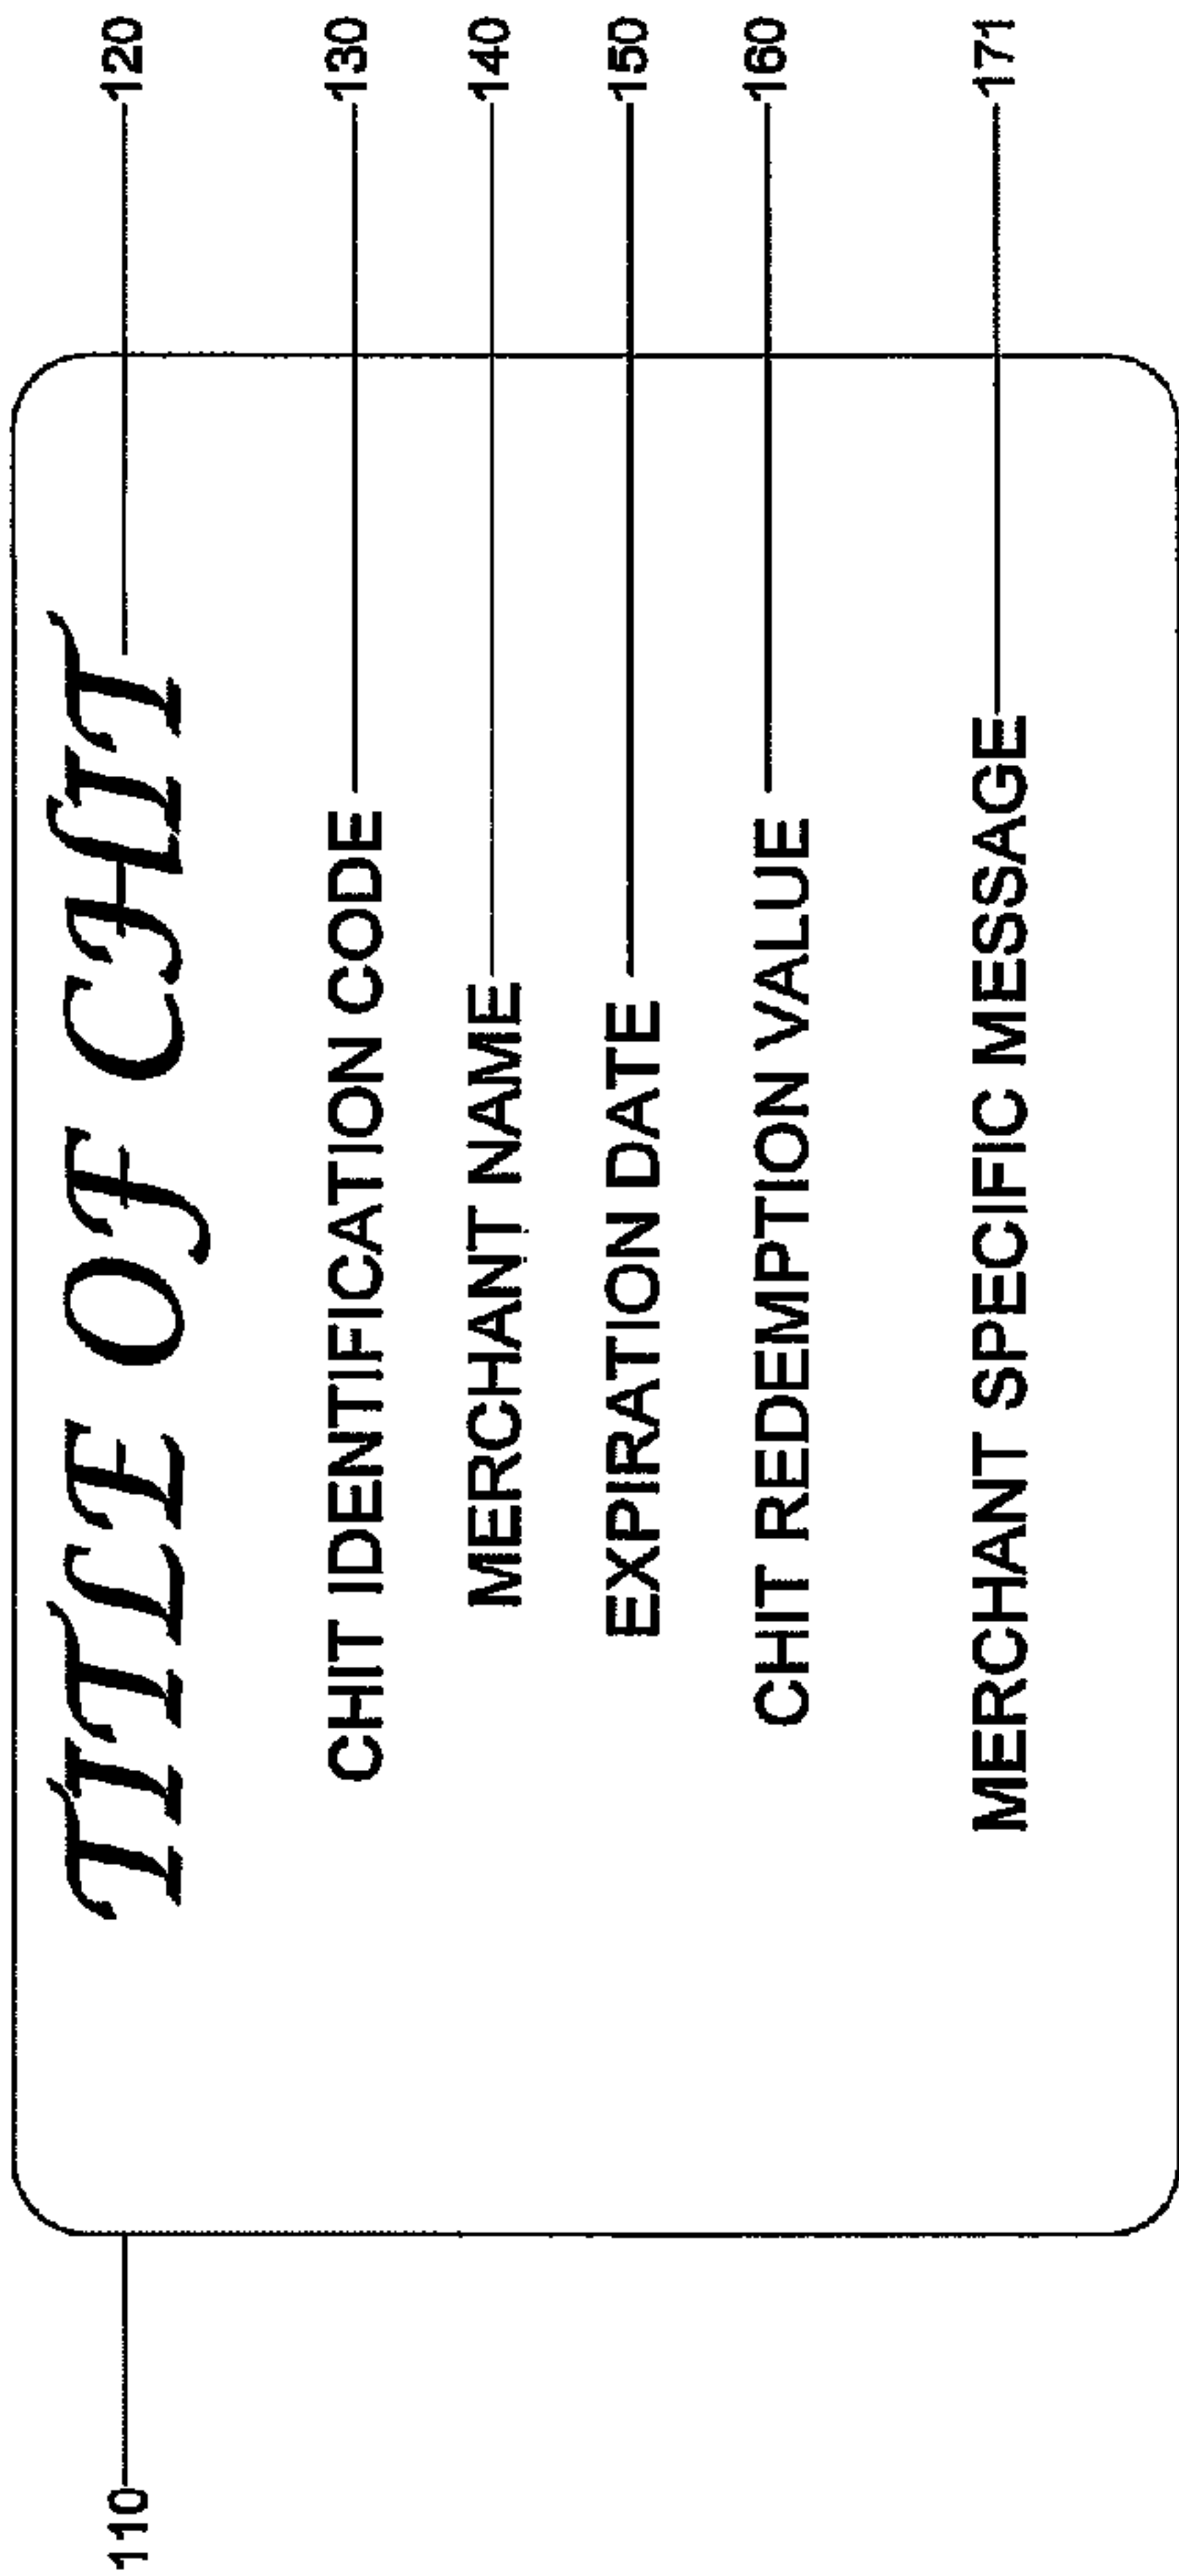 110 TITLE OF CHIT 120
CHIT IDENTIFICATION CODE 130
MERCHANT NAME 140
EXPIRATION DATE 150
CHIT REDEMPTION VALUE 160
MERCHANT SPECIFIC MESSAGE 171